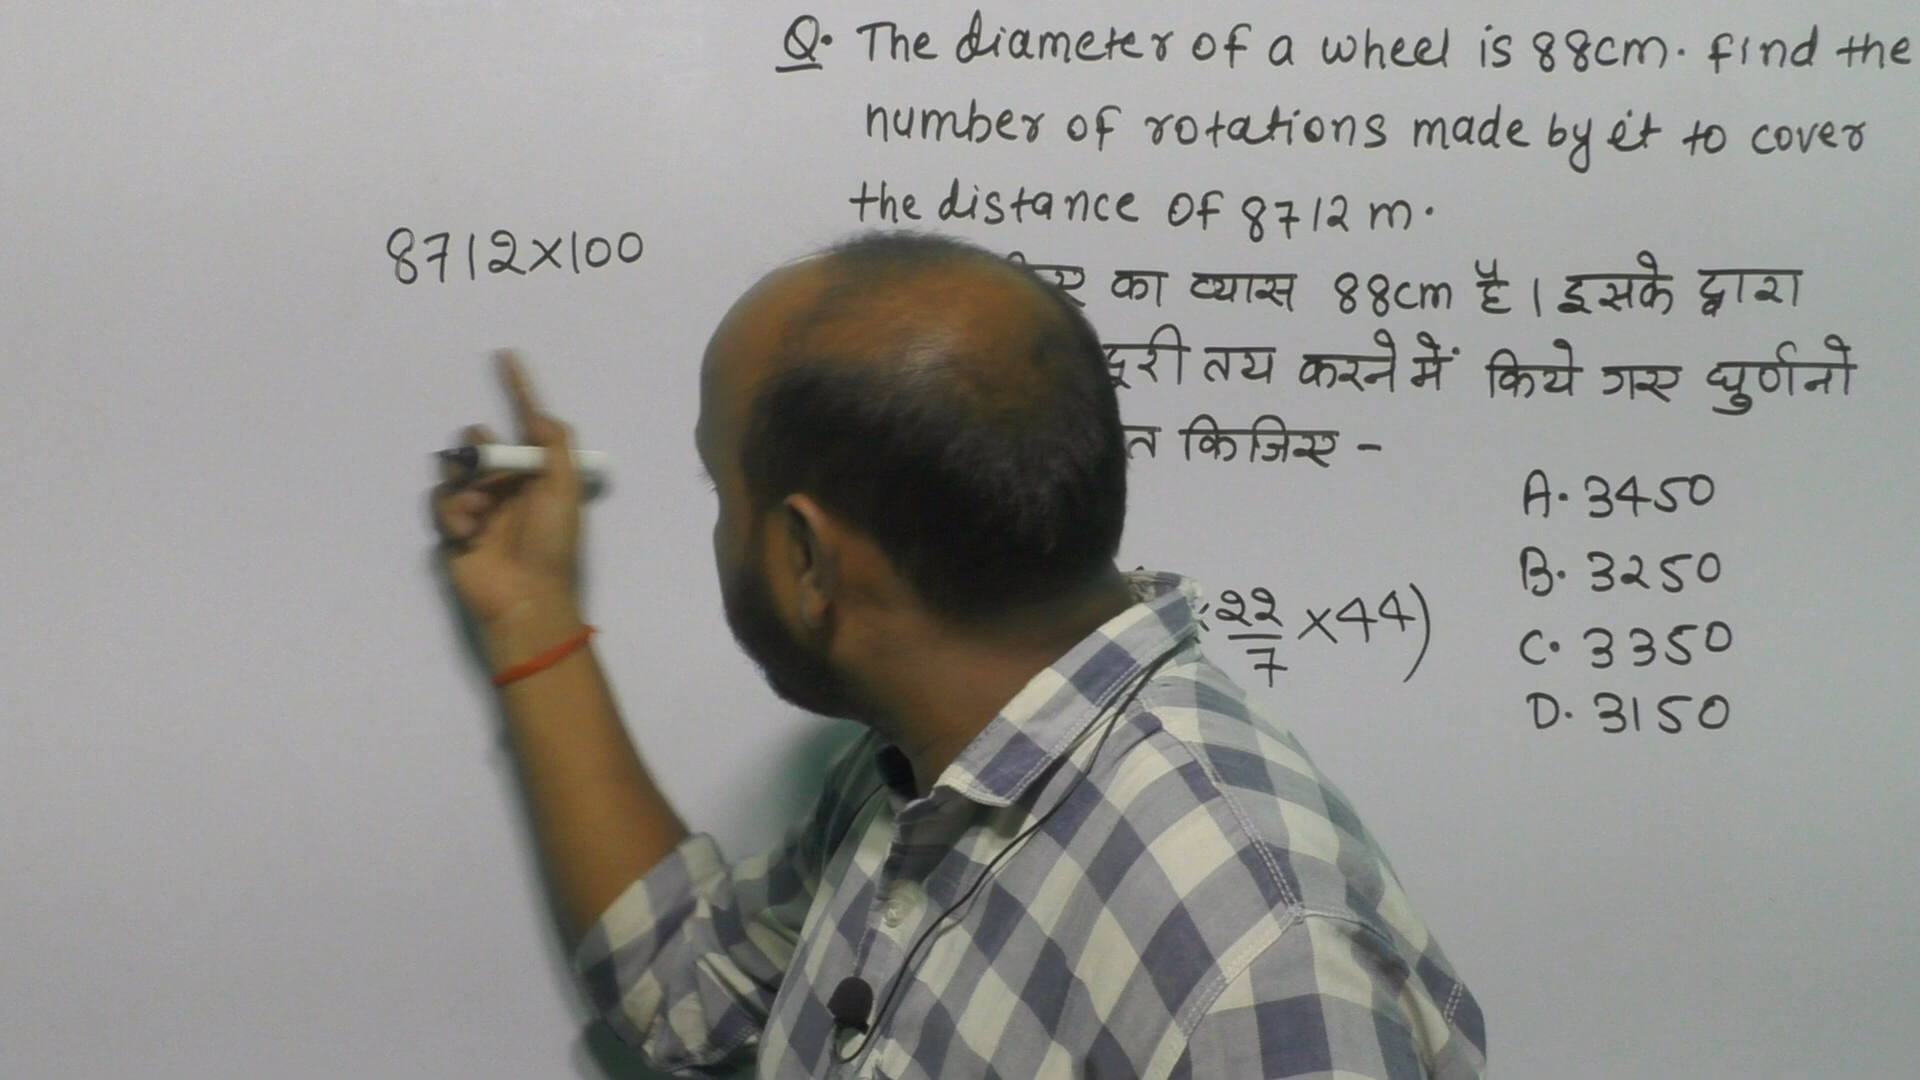 Q. The diameter of a wheel is 88cm. find the
number of rotations made by it to cover
the distance of 8712 m.
का व्यास 88cm है। इसके द्वारा
दूरी तय करने में किये गए घुर्णनो
किजिए -
A. 3450
B. 3250
C. 3350
D. 3150
8712×100
22/7 ×44)